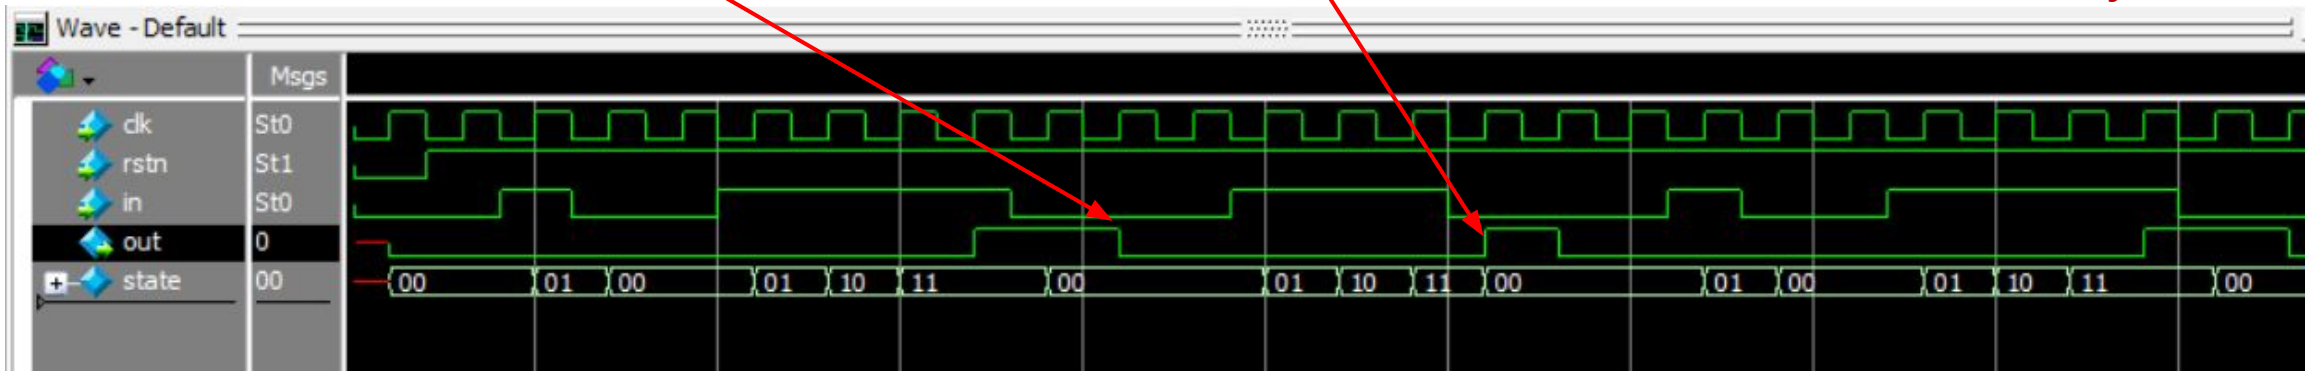 Wave - Default
Msgs
clk St0
rstn St1
in St0
out 0
state 00 00 01 00 01 10 11 00 01 10 11 00 01 00 01 10 11 00